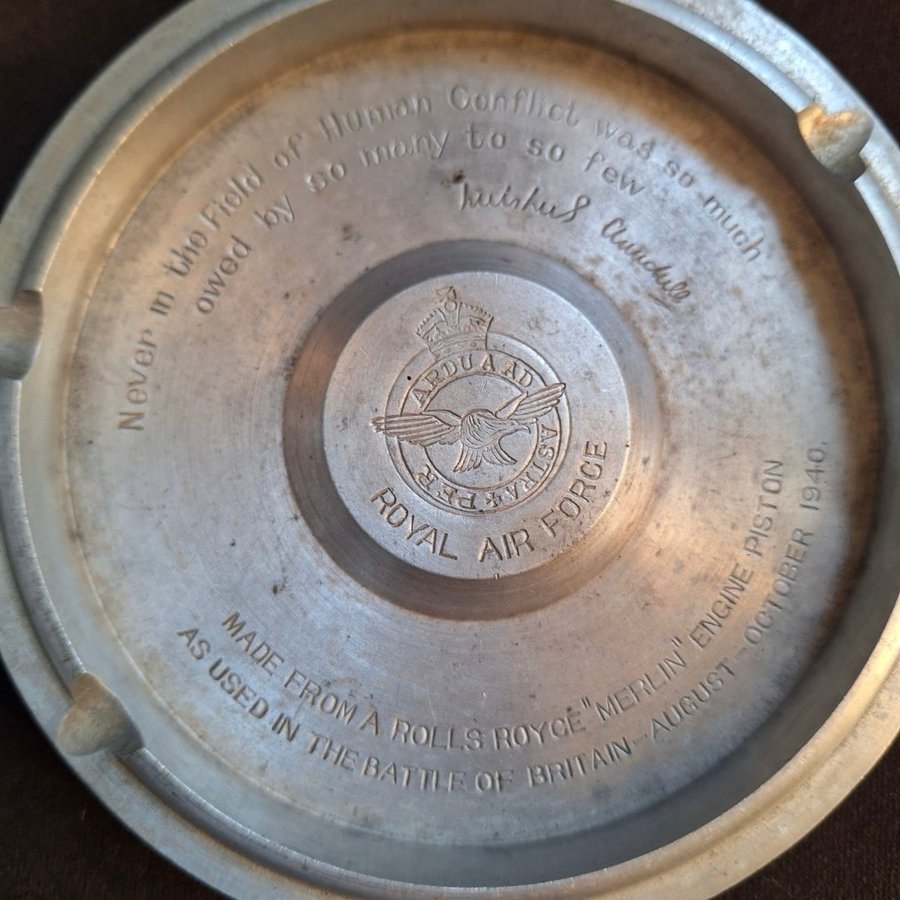 Never in the Field of Human Conflict was so much
owed by so many to so few
Winston S Churchill
PER ARDUA AD ASTRA
ROYAL AIR FORCE
MADE FROM A ROLLS ROYCE "MERLIN" ENGINE PISTON
AS USED IN THE BATTLE OF BRITAIN - AUGUST - OCTOBER 1940.